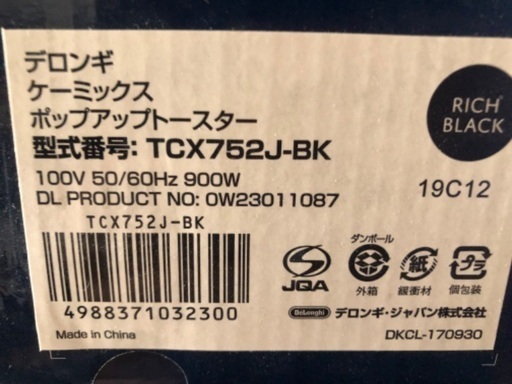 デロンギ
ケーミックス
ポップアップトースター
型式番号: TCX752J-BK
100V 50/60Hz 900W
DL PRODUCT NO: 0W23011087
TCX752J-BK
4988371032300
Made in China
RICH
BLACK
19C12
JQA
ダンボール
外箱
紙
緩衝材
プラ
個包装
DeLonghi デロンギ・ジャパン株式会社
DKCL-170930